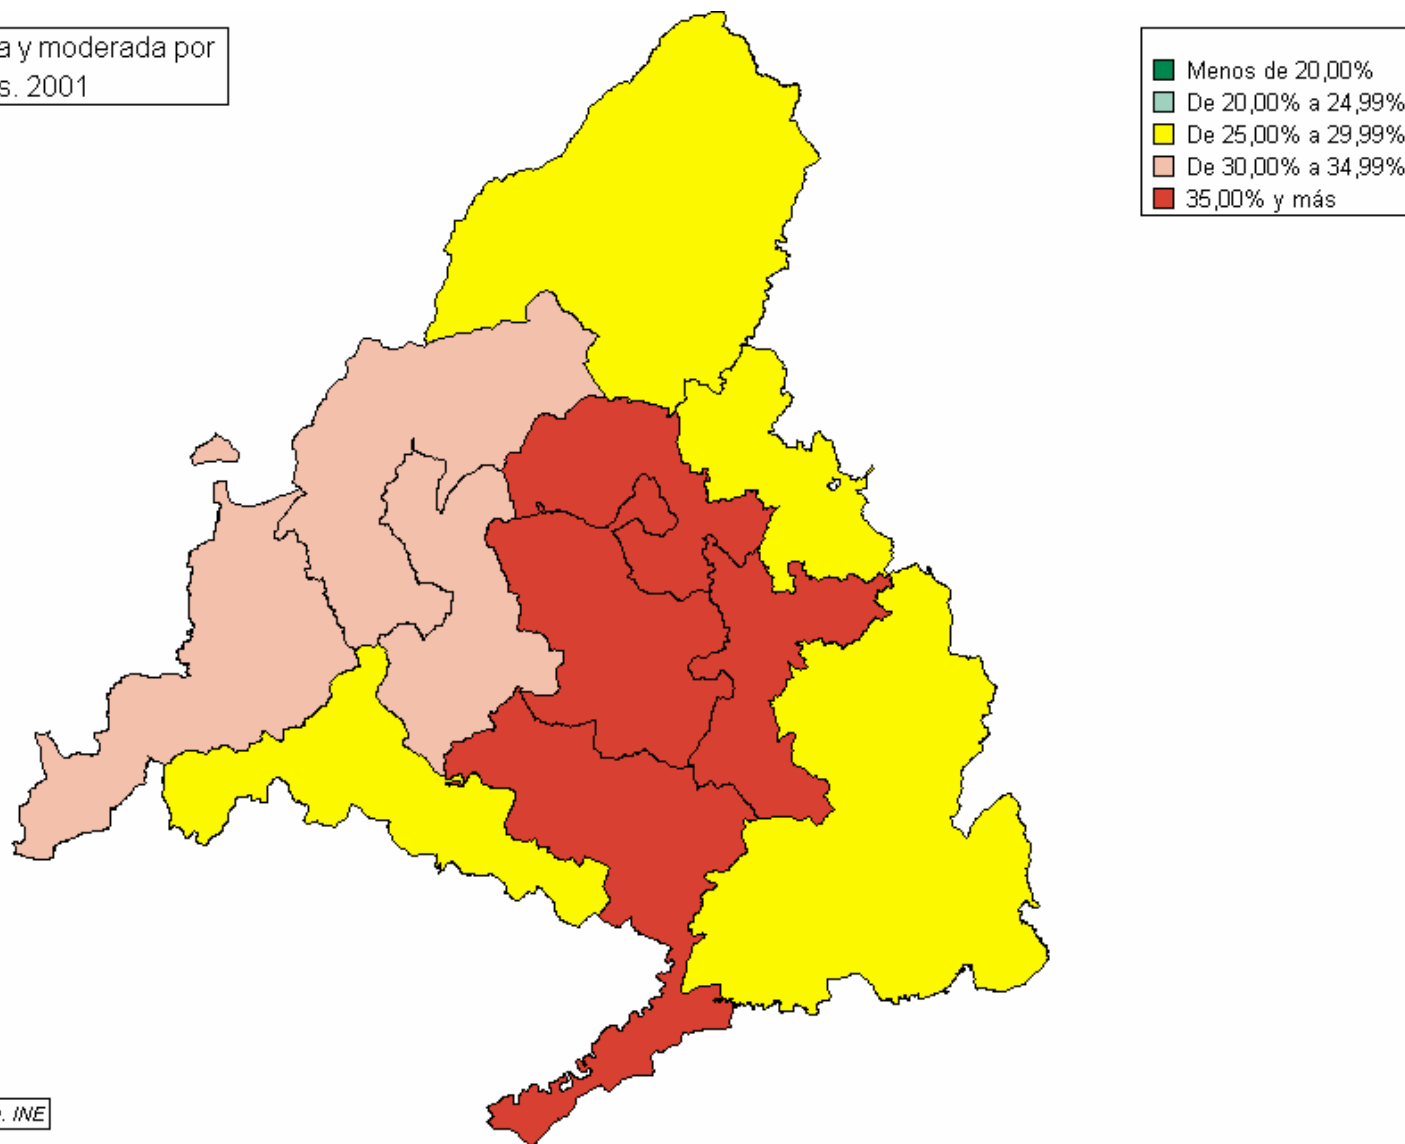 y moderada por
2001
Menos de 20,00%
De 20,00% a 24,99%
De 25,00% a 29,99%
De 30,00% a 34,99%
35,00% y más
INE